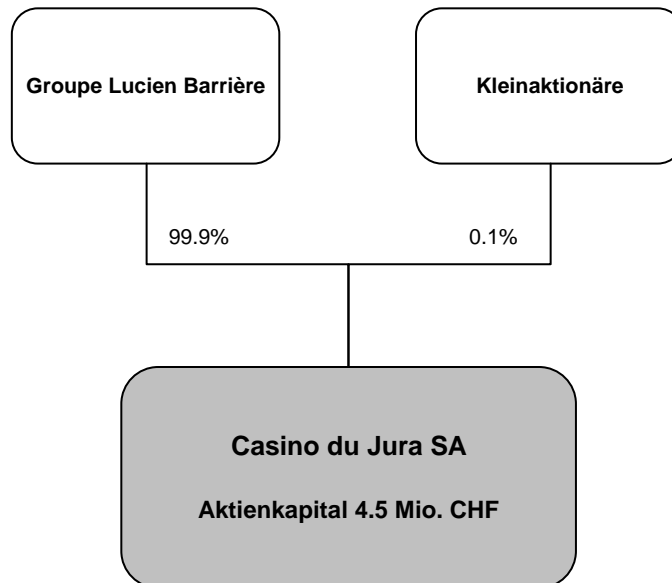 Groupe Lucien Barrière
Kleinaktionäre
99.9%
0.1%
Casino du Jura SA
Aktienkapital 4.5 Mio. CHF